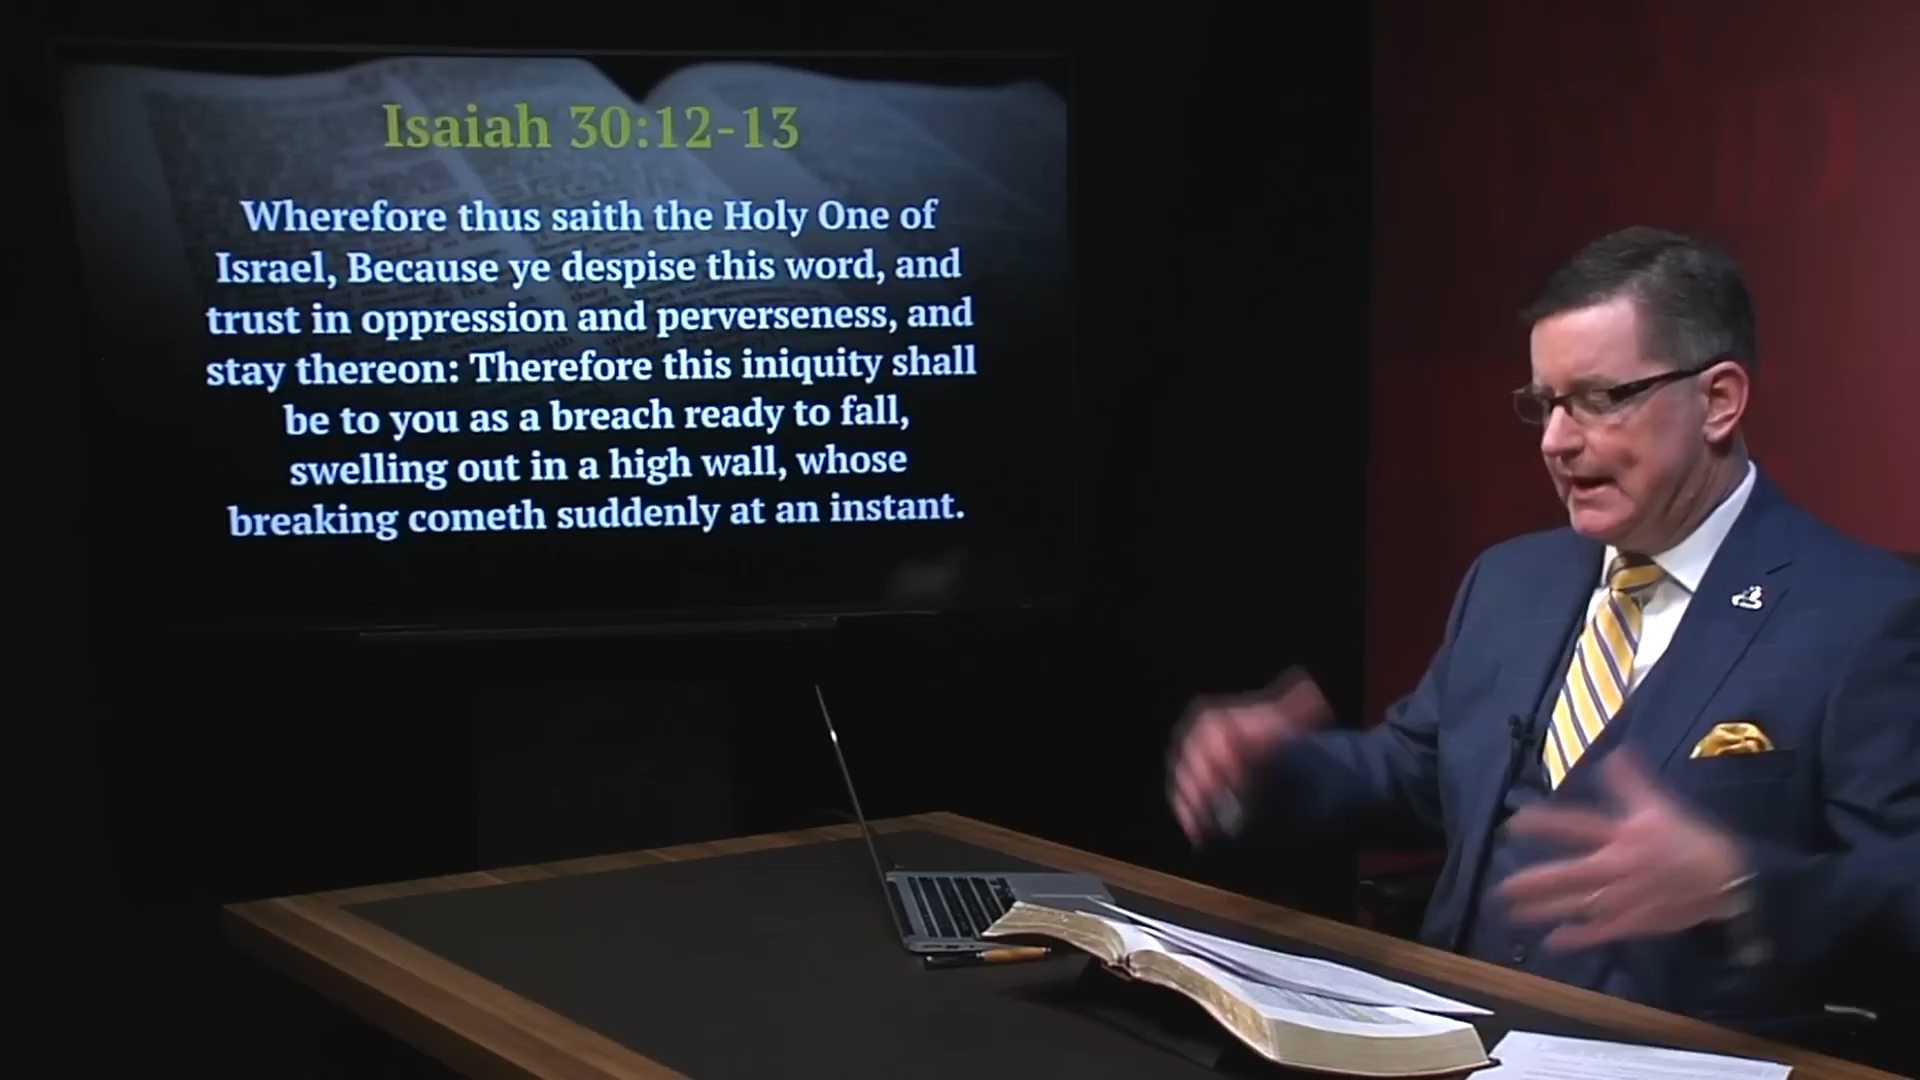 Isaiah 30:12-13
Wherefore thus saith the Holy One of
Israel, Because ye despise this word, and
trust in oppression and perverseness, and
stay thereon: Therefore this iniquity shall
be to you as a breach ready to fall,
swelling out in a high wall, whose
breaking cometh suddenly at an instant.